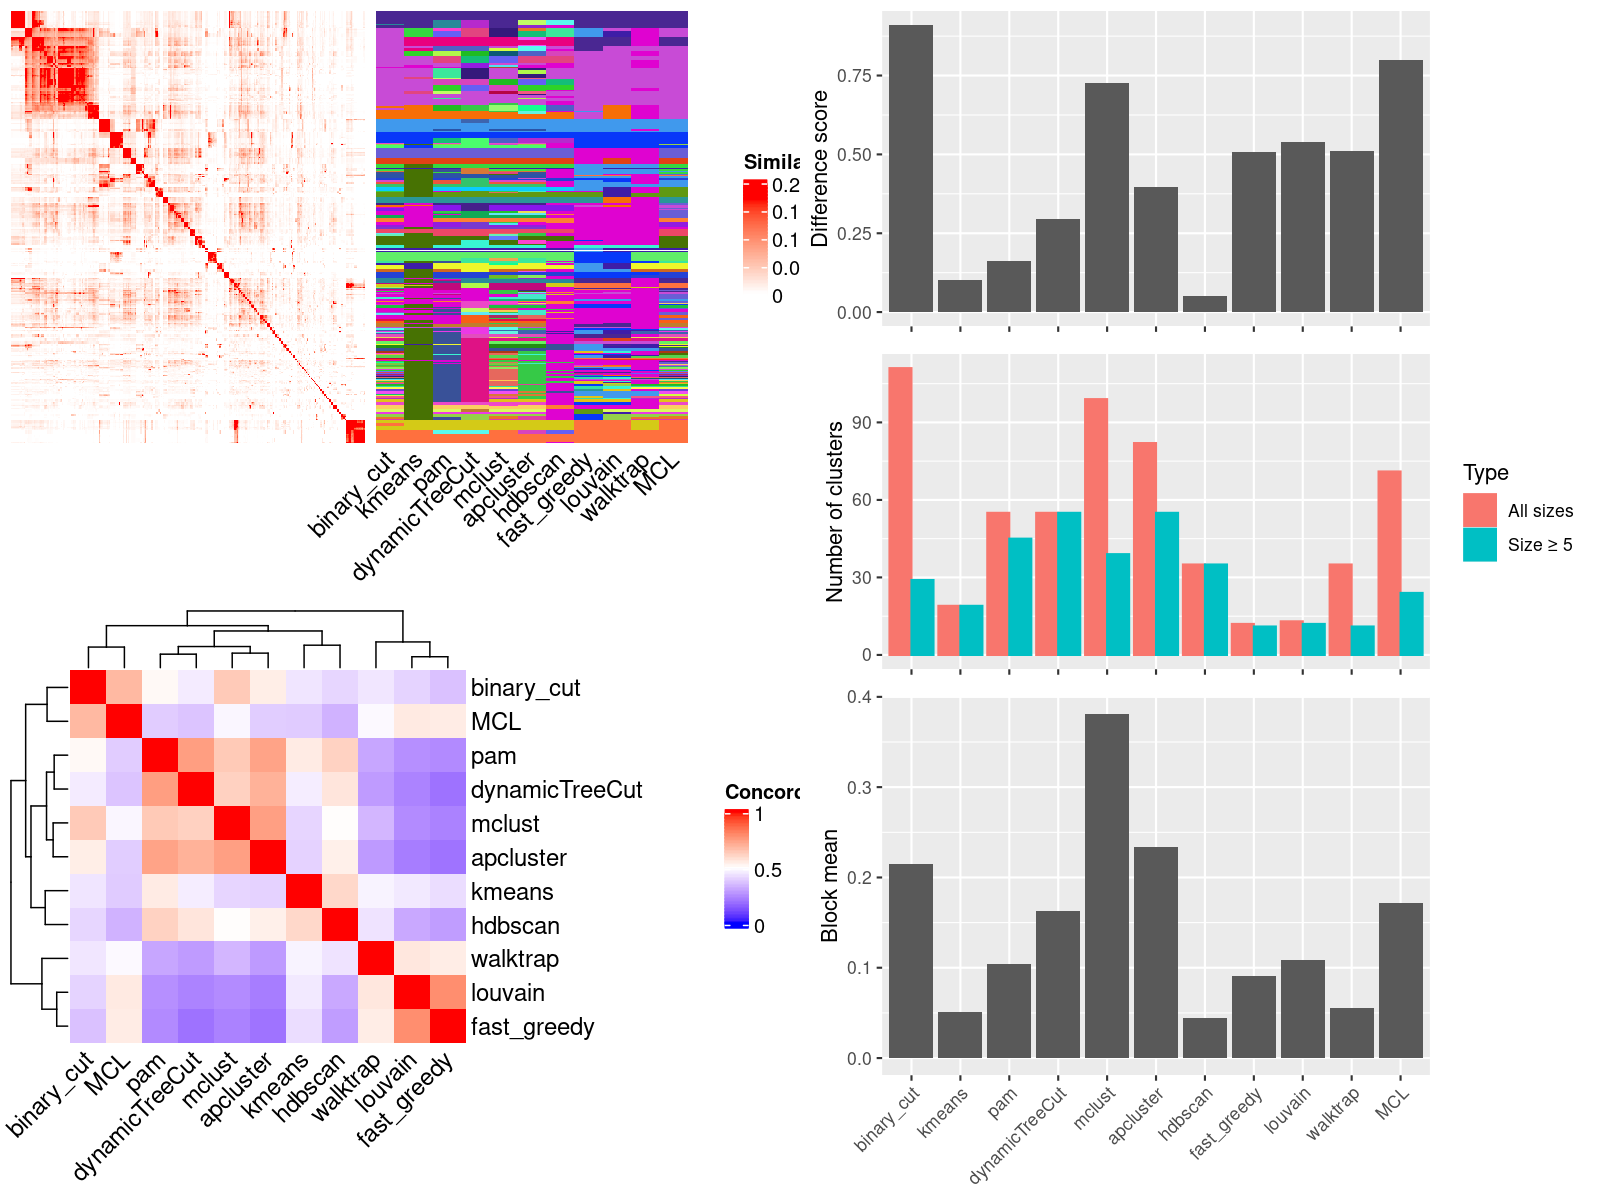 Simila
0.2
0.1
0.1
0.0
0
binary_cut
kmeans
pam
dynamicTreeCut
mclust
apcluster
hdbscan
fast_greedy
louvain
walktrap
MCL
binary_cut
MCL
pam
dynamicTreeCut
mclust
apcluster
kmeans
hdbscan
walktrap
louvain
fast_greedy
Concord
1
0.5
0
binary_cut
MCL
pam
dynamicTreeCut
mclust
apcluster
kmeans
hdbscan
walktrap
louvain
fast_greedy
Difference score
0.75
0.50
0.25
0.00
Number of clusters
90
60
30
0
Type
All sizes
Size ≥ 5
Block mean
0.4
0.3
0.2
0.1
0.0
binary_cut
kmeans
pam
dynamicTreeCut
mclust
apcluster
hdbscan
fast_greedy
louvain
walktrap
MCL